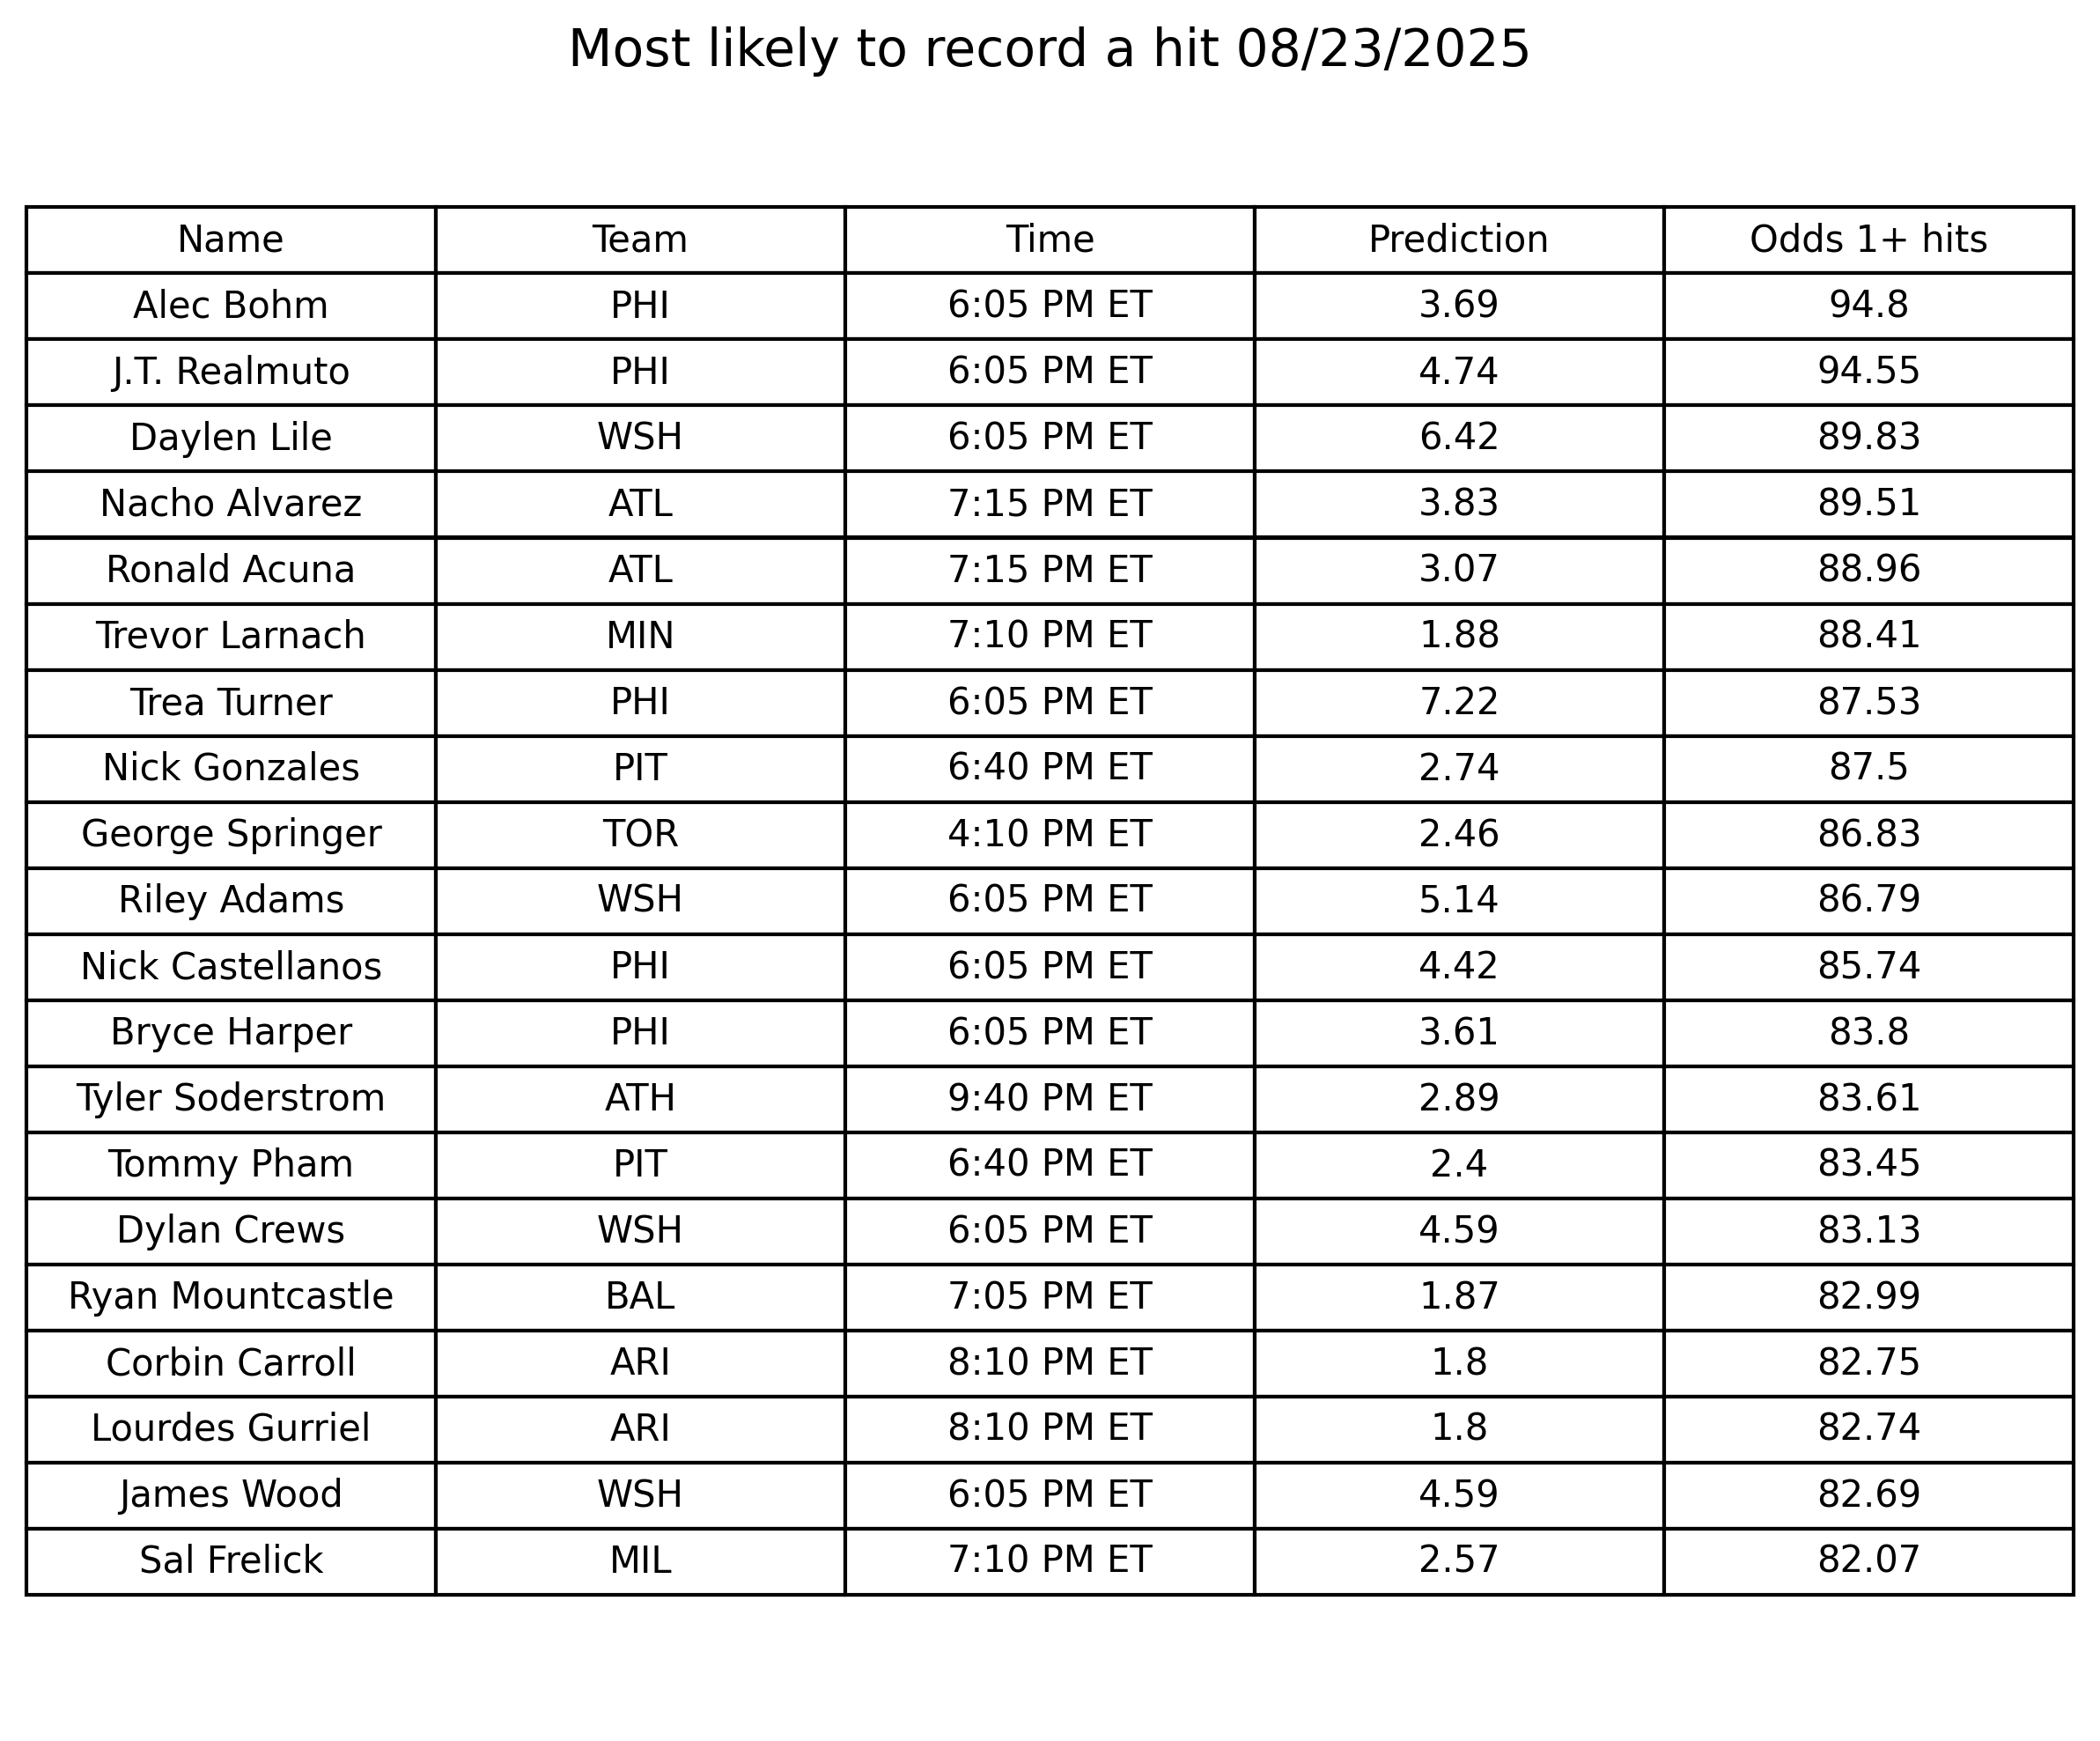 Most likely to record a hit 08/23/2025
Name Team Time Prediction Odds 1+ hits
Alec Bohm PHI 6:05 PM ET 3.69 94.8
J.T. Realmuto PHI 6:05 PM ET 4.74 94.55
Daylen Lile WSH 6:05 PM ET 6.42 89.83
Nacho Alvarez ATL 7:15 PM ET 3.83 89.51
Ronald Acuna ATL 7:15 PM ET 3.07 88.96
Trevor Larnach MIN 7:10 PM ET 1.88 88.41
Trea Turner PHI 6:05 PM ET 7.22 87.53
Nick Gonzales PIT 6:40 PM ET 2.74 87.5
George Springer TOR 4:10 PM ET 2.46 86.83
Riley Adams WSH 6:05 PM ET 5.14 86.79
Nick Castellanos PHI 6:05 PM ET 4.42 85.74
Bryce Harper PHI 6:05 PM ET 3.61 83.8
Tyler Soderstrom ATH 9:40 PM ET 2.89 83.61
Tommy Pham PIT 6:40 PM ET 2.4 83.45
Dylan Crews WSH 6:05 PM ET 4.59 83.13
Ryan Mountcastle BAL 7:05 PM ET 1.87 82.99
Corbin Carroll ARI 8:10 PM ET 1.8 82.75
Lourdes Gurriel ARI 8:10 PM ET 1.8 82.74
James Wood WSH 6:05 PM ET 4.59 82.69
Sal Frelick MIL 7:10 PM ET 2.57 82.07